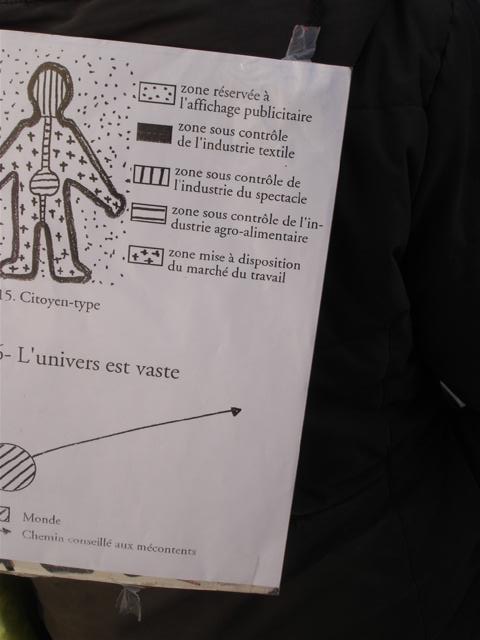 zone réservée à
l'affichage publicitaire
zone sous contrôle
de l'industrie textile
zone sous contrôle de
l'industrie du spectacle
zone sous contrôle de l'in-
dustrie agro-alimentaire
zone mise à disposition
du marché du travail
15. Citoyen-type
6- L'univers est vaste
Monde
Chemin conseillé aux mécontents